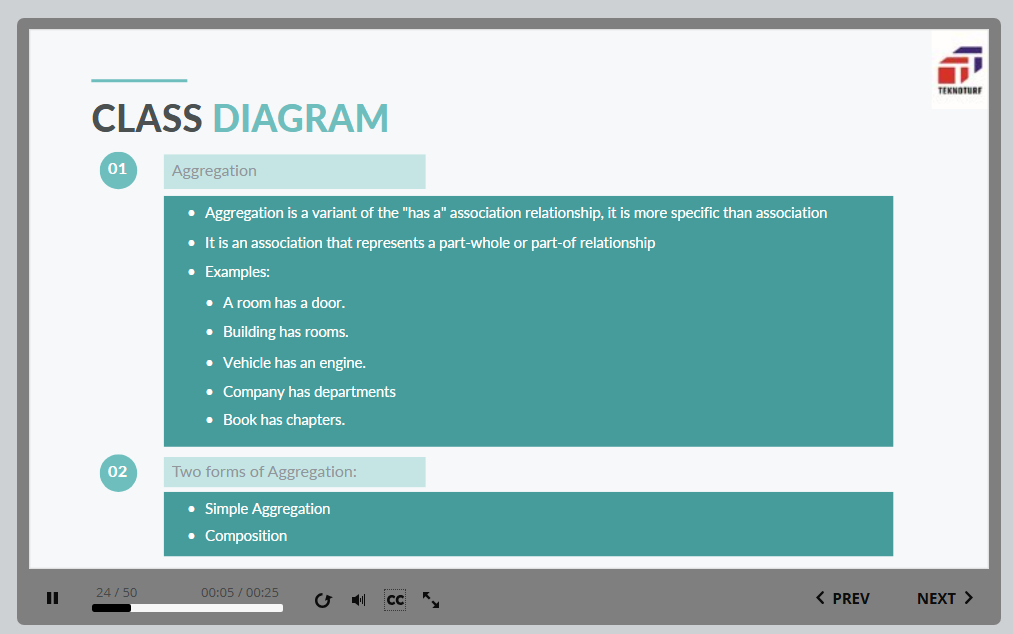 TEKNOTURF
CLASS DIAGRAM
01
Aggregation
• Aggregation is a variant of the "has a" association relationship, it is more specific than association
• It is an association that represents a part-whole or part-of relationship
• Examples:
• A room has a door.
• Building has rooms.
• Vehicle has an engine.
• Company has departments
• Book has chapters.
02
Two forms of Aggregation:
• Simple Aggregation
• Composition
24 / 50
00:05 / 00:25
CC
PREV
NEXT